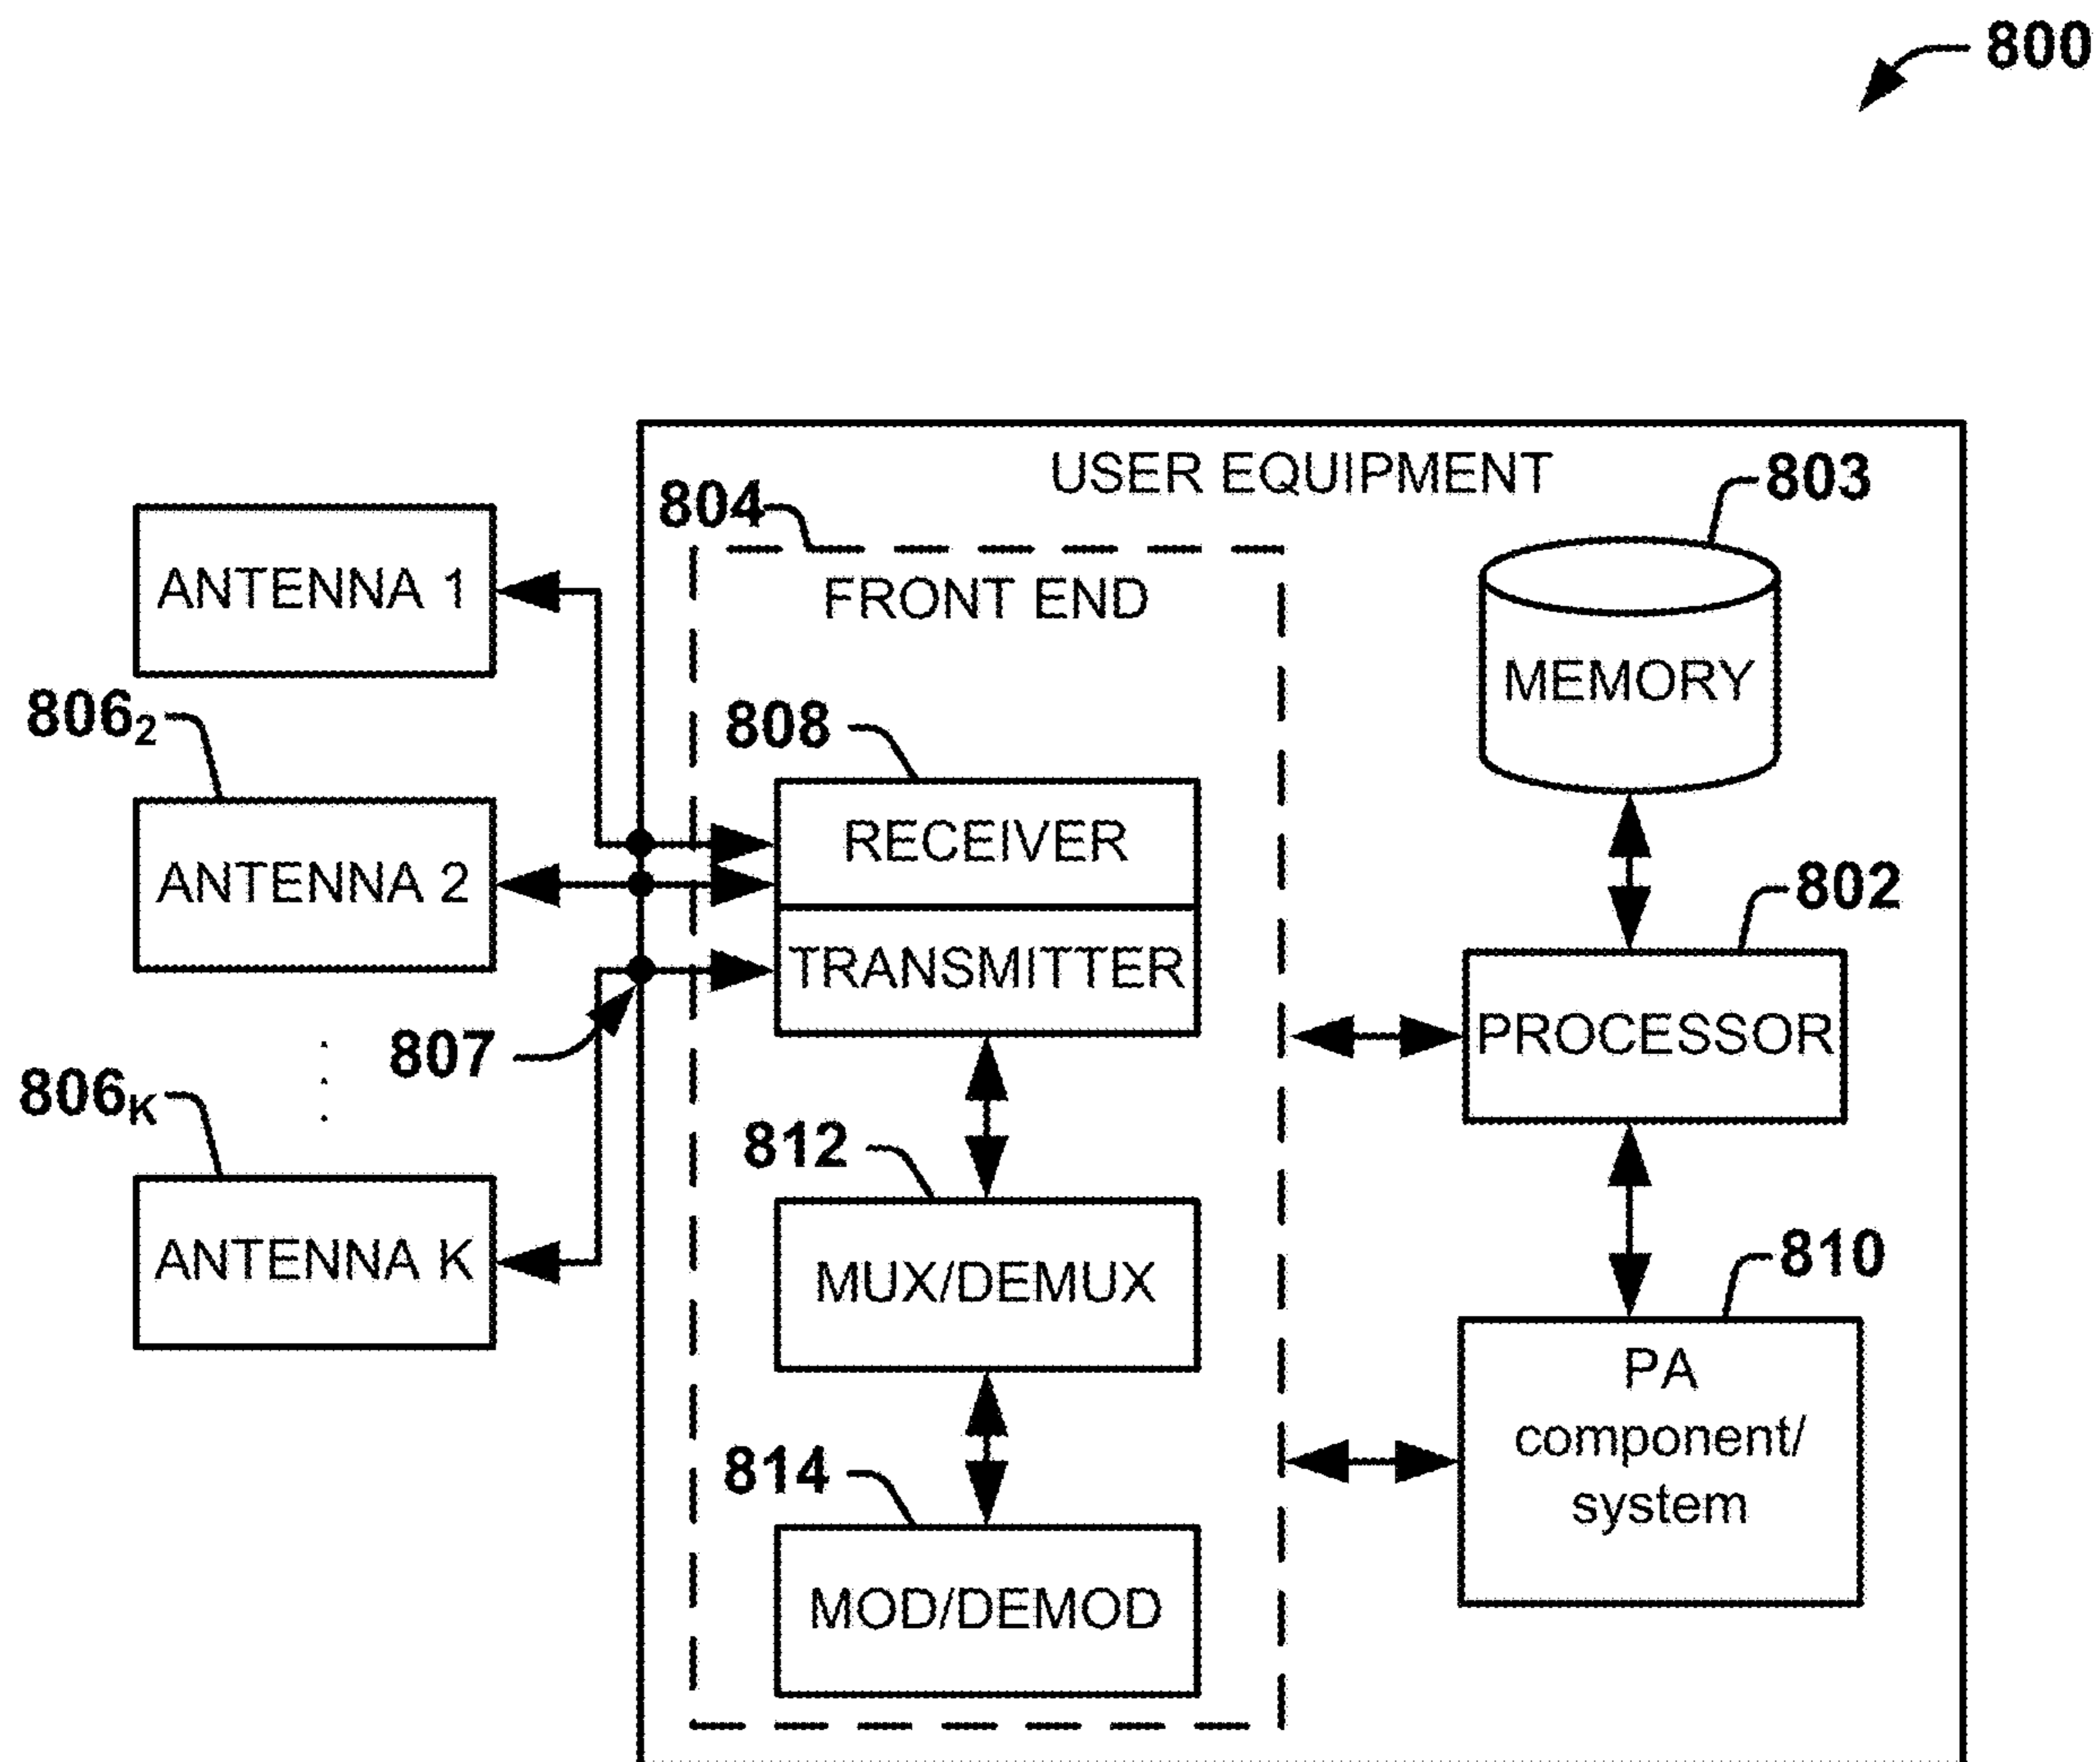 800
USER EQUIPMENT
803
804
ANTENNA 1
FRONT END
MEMORY
806₂
808
RECEIVER
802
ANTENNA 2
TRANSMITTER
PROCESSOR
807
806ₖ
812
810
ANTENNA K
MUX/DEMUX
PA
component/
system
814
MOD/DEMOD